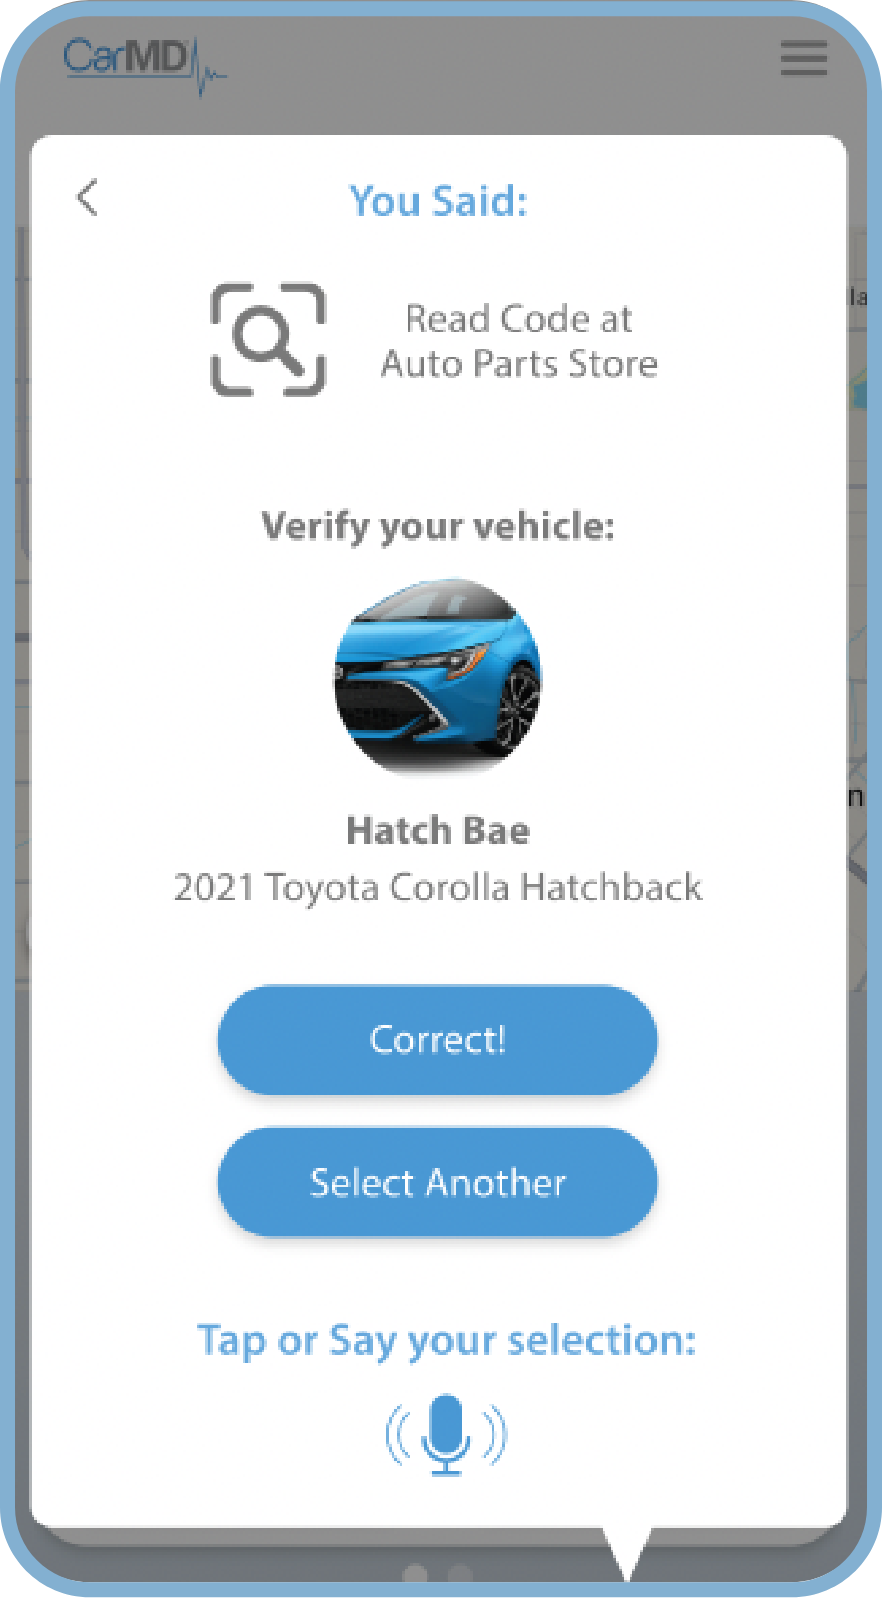 CarMD
You Said:
Read Code at
Auto Parts Store
Verify your vehicle:
Hatch Bae
2021 Toyota Corolla Hatchback
Correct!
Select Another
Tap or Say your selection: